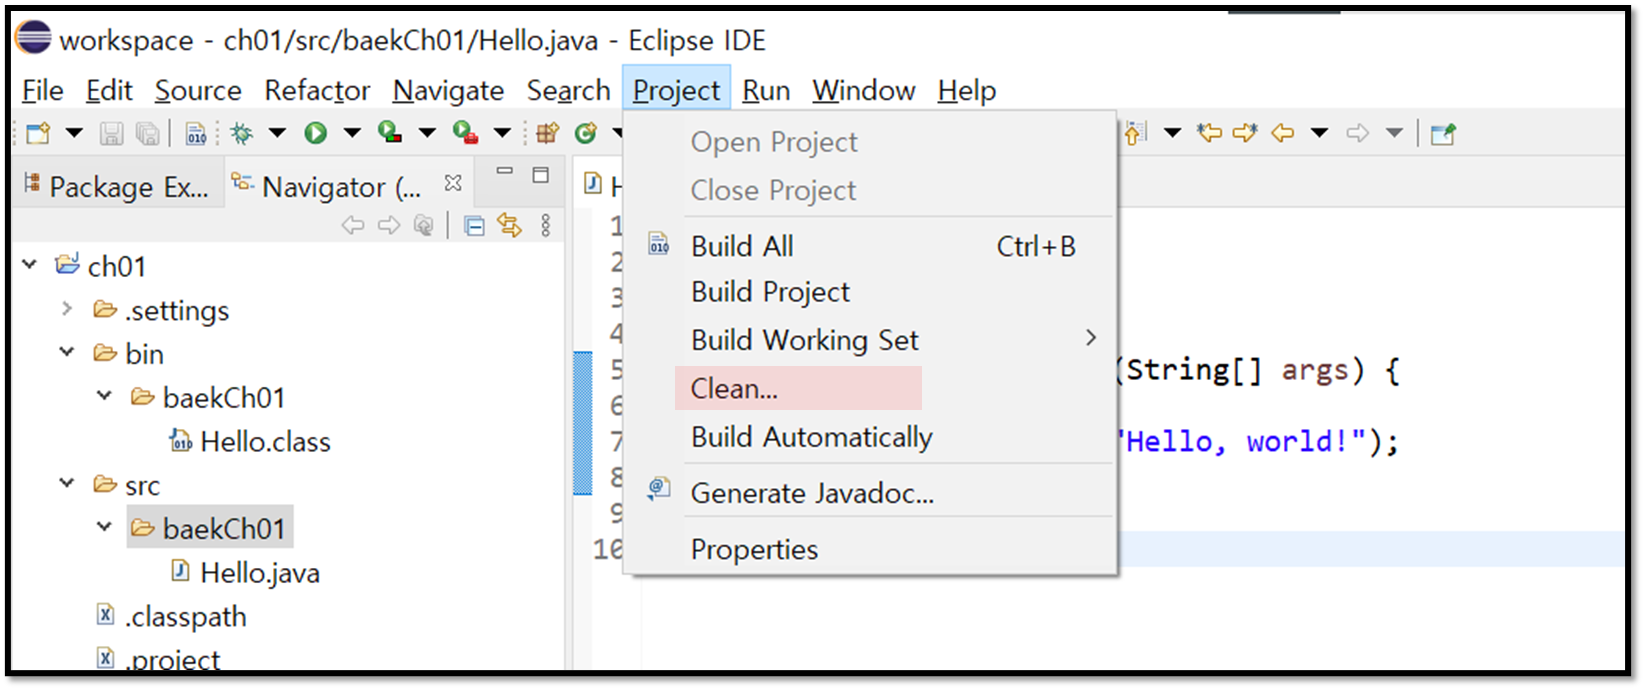 workspace - ch01/src/baekCh01/Hello.java - Eclipse IDE
File Edit Source Refactor Navigate Search Project Run Window Help
Package Ex... Navigator (...
H
ch01
.settings
bin
baekCh01
Hello.class
src
baekCh01
Hello.java
.classpath
.project
Open Project
Close Project
Build All Ctrl+B
Build Project
Build Working Set
Clean...
Build Automatically
Generate Javadoc...
Properties
1
2
3
4
5 (String[] args) {
6
7 "Hello, world!");
8
9
10